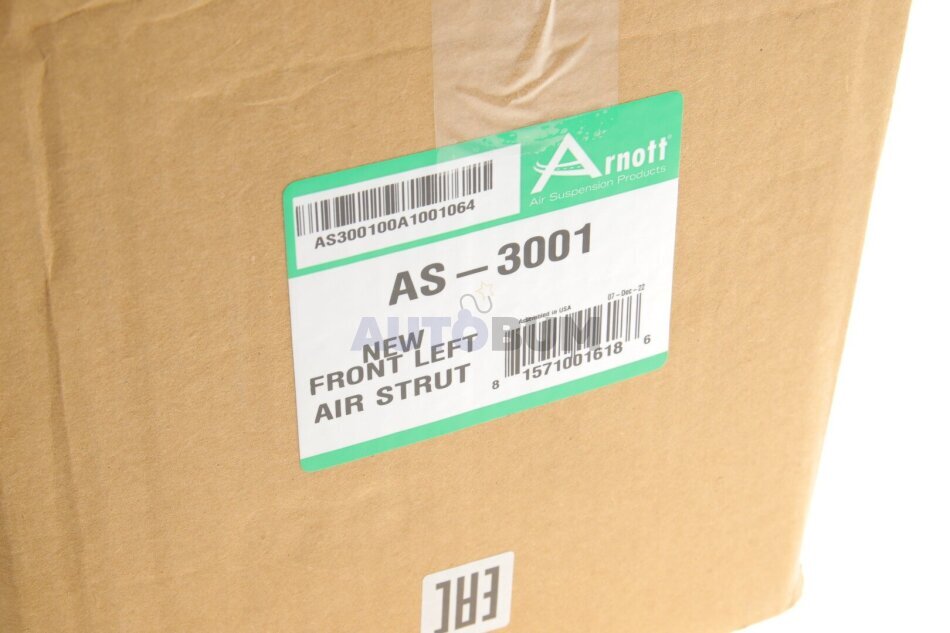 Arnott®
Air Suspension Products
AS300100A1001064
AS – 3001
07–Dec–22
Assembled in USA
NEW
FRONT LEFT
AIR STRUT
8 1571001618 6
AUTOBUM
EAC